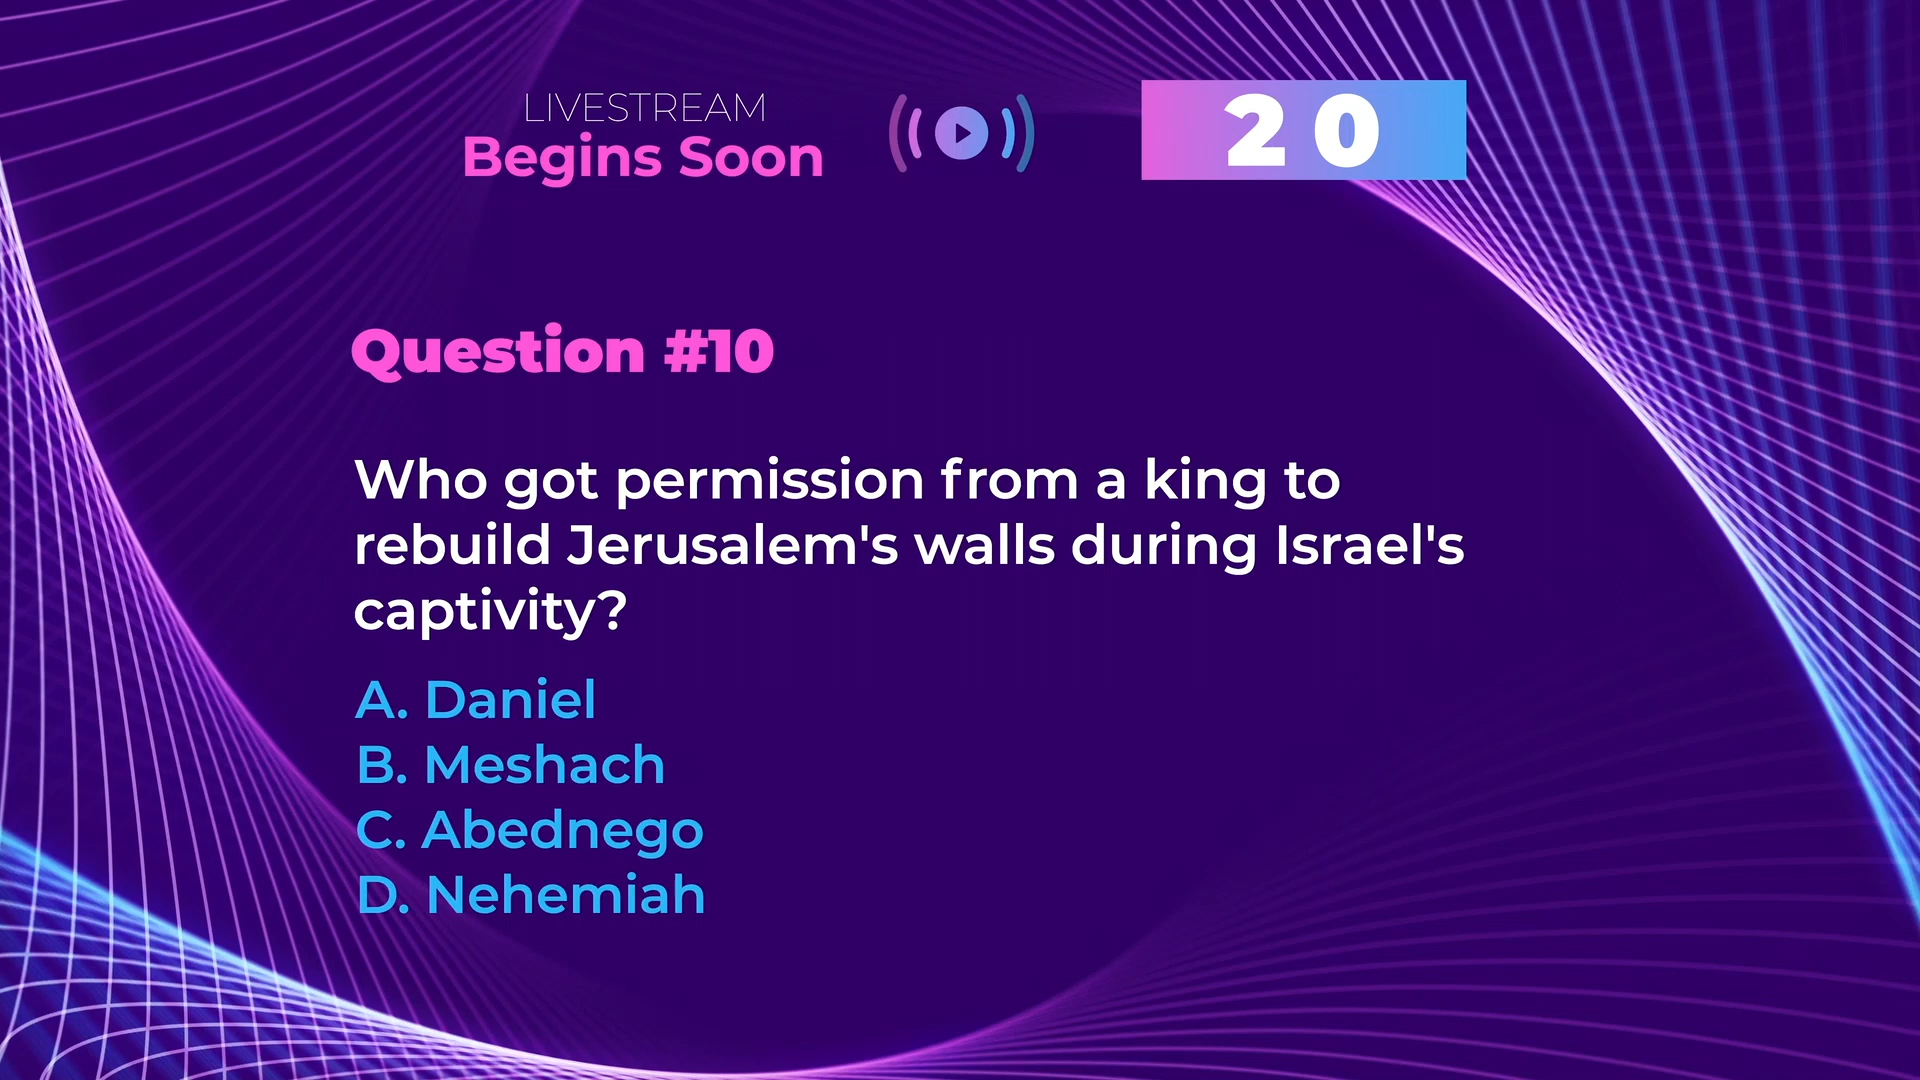 LIVESTREAM
Begins Soon
20
Question #10
Who got permission from a king to
rebuild Jerusalem's walls during Israel's
captivity?
A. Daniel
B. Meshach
C. Abednego
D. Nehemiah